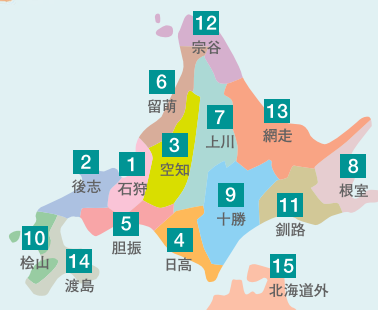 12
宗谷
6
留萌
7
上川
13
網走
3
空知
1
石狩
2
後志
8
根室
9
十勝
11
釧路
5
胆振
4
日高
10
桧山
14
渡島
15
北海道外